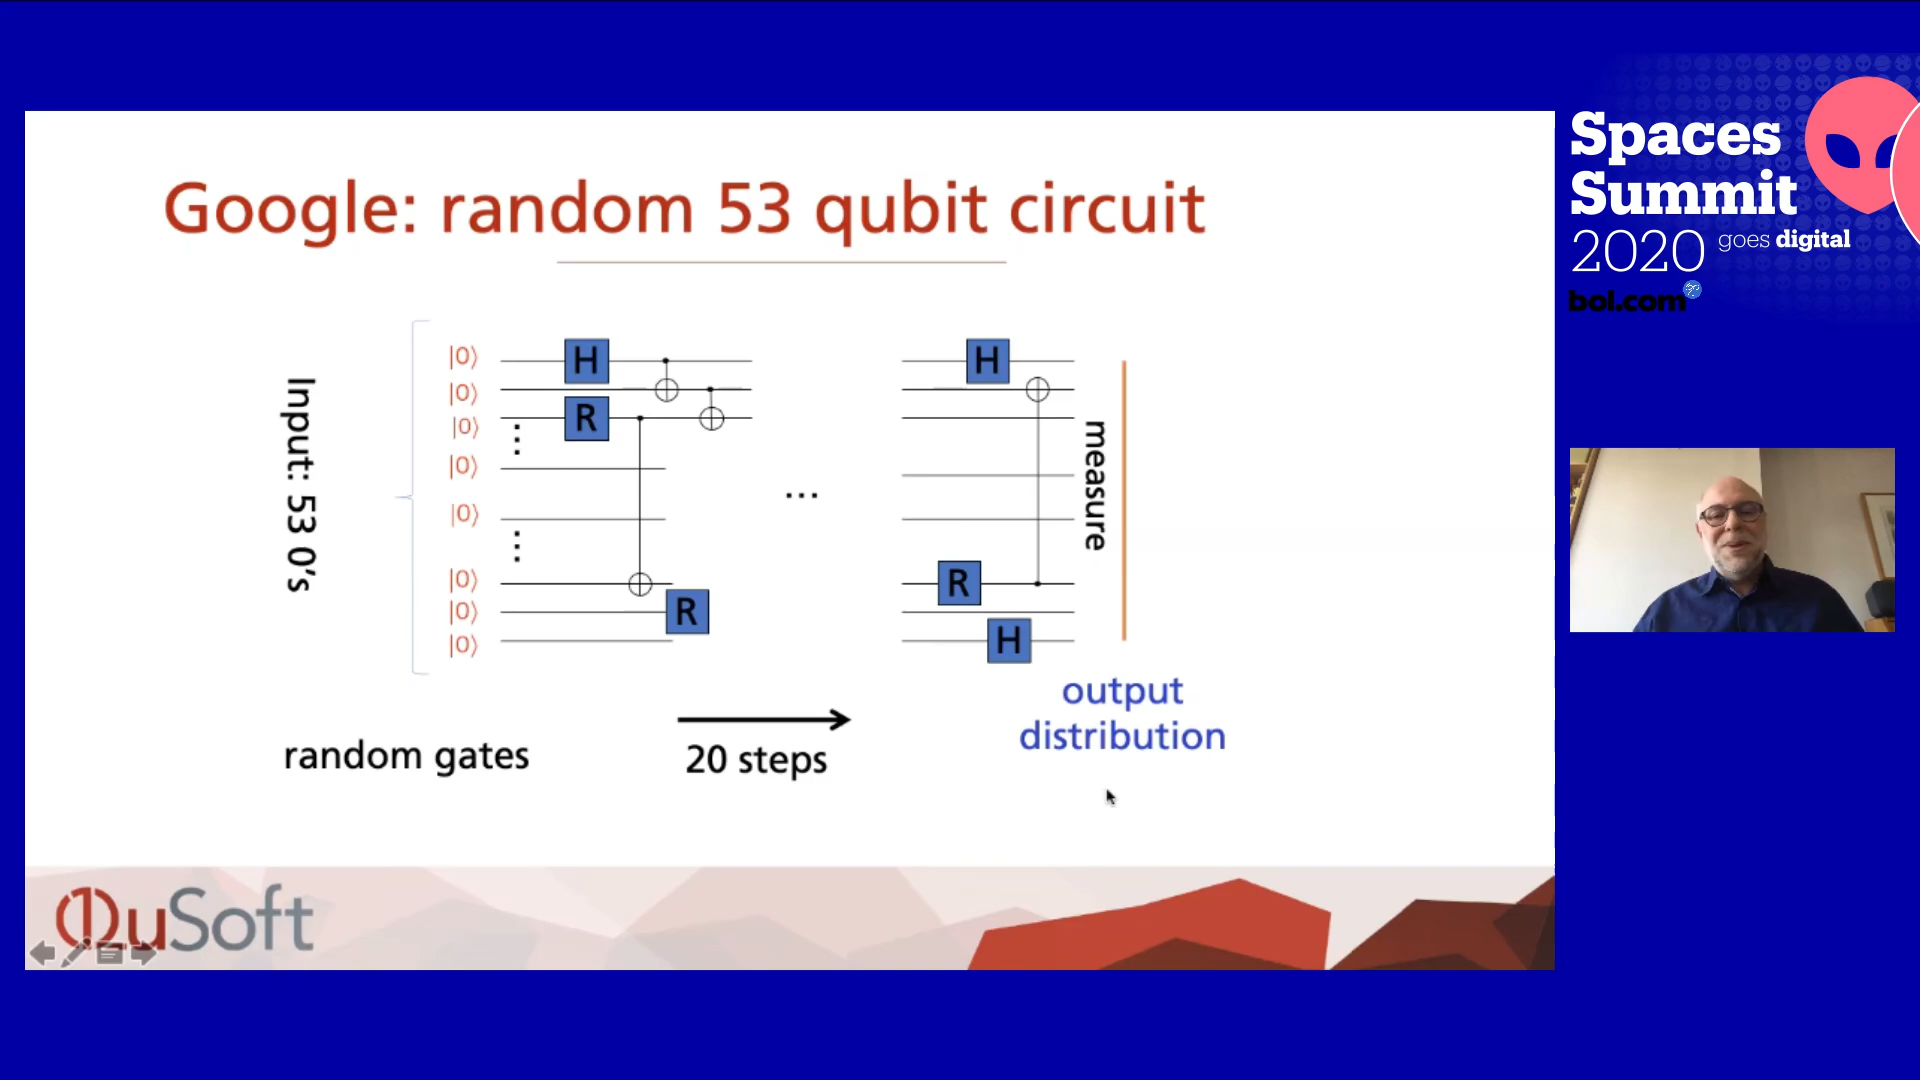 Google: random 53 qubit circuit
Input: 53 0's
|0⟩
|0⟩
|0⟩
|0⟩
|0⟩
|0⟩
|0⟩
|0⟩
H
R
R
...
H
R
H
measure
random gates
20 steps
output
distribution
QuSoft
Spaces
Summit
2020 goes digital
bol.com